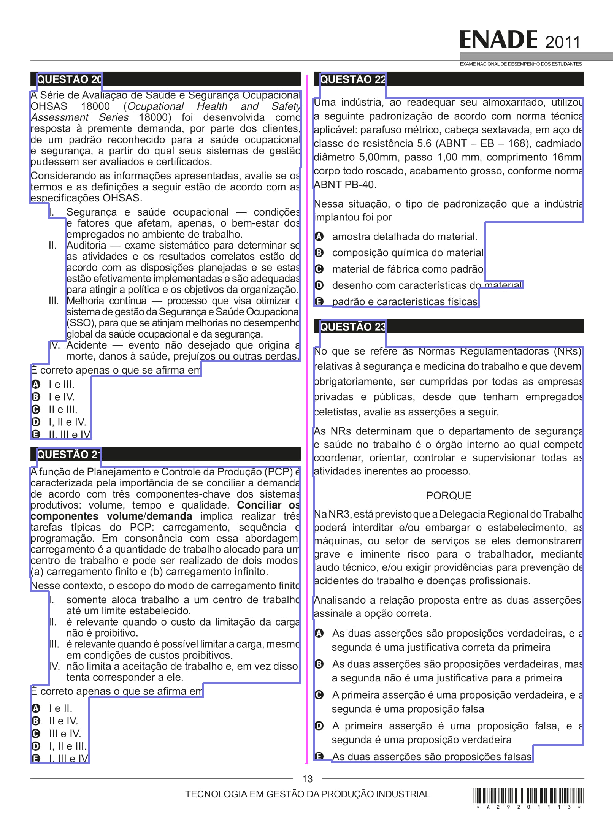 ENADE 2011
EXAME NACIONAL DE DESEMPENHO DOS ESTUDANTES
QUESTÃO 20
A Série de Avaliação de Saúde e Segurança Ocupacional
OHSAS 18000 (Ocupational Health and Safety
Assessment Series 18000) foi desenvolvida como
resposta à premente demanda, por parte dos clientes,
de um padrão reconhecido para a saúde ocupacional
e segurança, a partir do qual seus sistemas de gestão
pudessem ser avaliados e certificados.
Considerando as informações apresentadas, avalie se os
termos e as definições a seguir estão de acordo com as
especificações OHSAS.
I. Segurança e saúde ocupacional — condições
e fatores que afetam, apenas, o bem-estar dos
empregados no ambiente de trabalho.
II. Auditoria — exame sistemático para determinar se
as atividades e os resultados correlatos estão de
acordo com as disposições planejadas e se estas
estão efetivamente implementadas e são adequadas
para atingir a política e os objetivos da organização.
III. Melhoria contínua — processo que visa otimizar o
sistema de gestão da Segurança e Saúde Ocupacional
(SSO), para que se atinjam melhorias no desempenho
global da saúde ocupacional e da segurança.
IV. Acidente — evento não desejado que origina a
morte, danos à saúde, prejuízos ou outras perdas.
É correto apenas o que se afirma em
A I e III.
B I e IV.
C II e III.
D I, II e IV.
E II, III e IV.
QUESTÃO 21
A função de Planejamento e Controle da Produção (PCP) é
caracterizada pela importância de se conciliar a demanda
de acordo com três componentes-chave dos sistemas
produtivos: volume, tempo e qualidade. Conciliar os
componentes volume/demanda implica realizar três
tarefas típicas do PCP: carregamento, sequência e
programação. Em consonância com essa abordagem,
carregamento é a quantidade de trabalho alocado para um
centro de trabalho e pode ser realizado de dois modos:
(a) carregamento finito e (b) carregamento infinito.
Nesse contexto, o escopo do modo de carregamento finito
I. somente aloca trabalho a um centro de trabalho
até um limite estabelecido.
II. é relevante quando o custo da limitação da carga
não é proibitivo.
III. é relevante quando é possível limitar a carga, mesmo
em condições de custos proibitivos.
IV. não limita a aceitação de trabalho e, em vez disso,
tenta corresponder a ele.
É correto apenas o que se afirma em
A I e II.
B II e IV.
C III e IV.
D I, II e III.
E I, III e IV.
QUESTÃO 22
Uma indústria, ao readequar seu almoxarifado, utilizou
a seguinte padronização de acordo com norma técnica
aplicável: parafuso métrico, cabeça sextavada, em aço de
classe de resistência 5.6 (ABNT – EB – 168), cadmiado,
diâmetro 5,00mm, passo 1,00 mm, comprimento 16mm,
corpo todo roscado, acabamento grosso, conforme norma
ABNT PB-40.
Nessa situação, o tipo de padronização que a indústria
implantou foi por
A amostra detalhada do material.
B composição química do material.
C material de fábrica como padrão.
D desenho com características do material.
E padrão e características físicas.
QUESTÃO 23
No que se refere às Normas Regulamentadoras (NRs),
relativas à segurança e medicina do trabalho e que devem,
obrigatoriamente, ser cumpridas por todas as empresas
privadas e públicas, desde que tenham empregados
celetistas, avalie as asserções a seguir.
As NRs determinam que o departamento de segurança
e saúde no trabalho é o órgão interno ao qual compete
coordenar, orientar, controlar e supervisionar todas as
atividades inerentes ao processo.
PORQUE
Na NR3, está previsto que a Delegacia Regional do Trabalho
poderá interditar e/ou embargar o estabelecimento, as
máquinas, ou setor de serviços se eles demonstrarem
grave e iminente risco para o trabalhador, mediante
laudo técnico, e/ou exigir providências para prevenção de
acidentes do trabalho e doenças profissionais.
Analisando a relação proposta entre as duas asserções,
assinale a opção correta.
A As duas asserções são proposições verdadeiras, e a
segunda é uma justificativa correta da primeira
B As duas asserções são proposições verdadeiras, mas
a segunda não é uma justificativa para a primeira
C A primeira asserção é uma proposição verdadeira, e a
segunda é uma proposição falsa
D A primeira asserção é uma proposição falsa, e a
segunda é uma proposição verdadeira
E As duas asserções são proposições falsas
13
TECNOLOGIA EM GESTÃO DA PRODUÇÃO INDUSTRIAL
* A 2 9 2 0 1 1 1 3 *